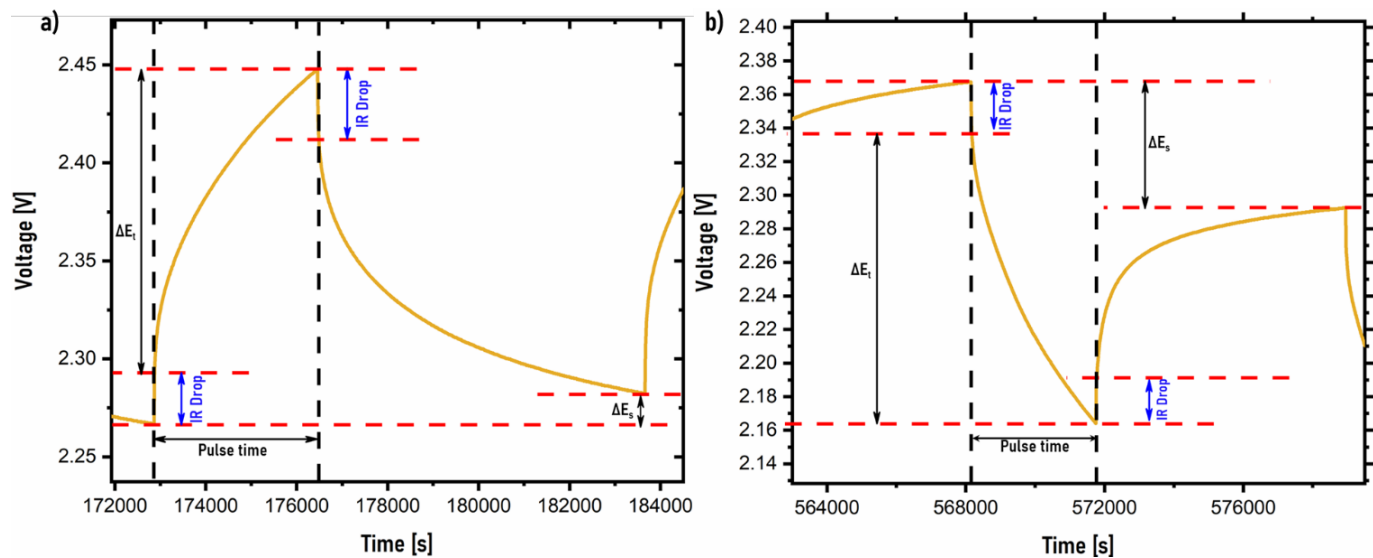 a)
2.45
2.40
2.35
2.30
2.25
Voltage [V]
ΔEt
IR Drop
IR Drop
ΔEs
Pulse time
172000
174000
176000
178000
180000
182000
184000
Time [s]
b)
2.40
2.38
2.36
2.34
2.32
2.30
2.28
2.26
2.24
2.22
2.20
2.18
2.16
2.14
Voltage [V]
IR Drop
ΔEs
ΔEt
IR Drop
Pulse time
564000
568000
572000
576000
Time [s]